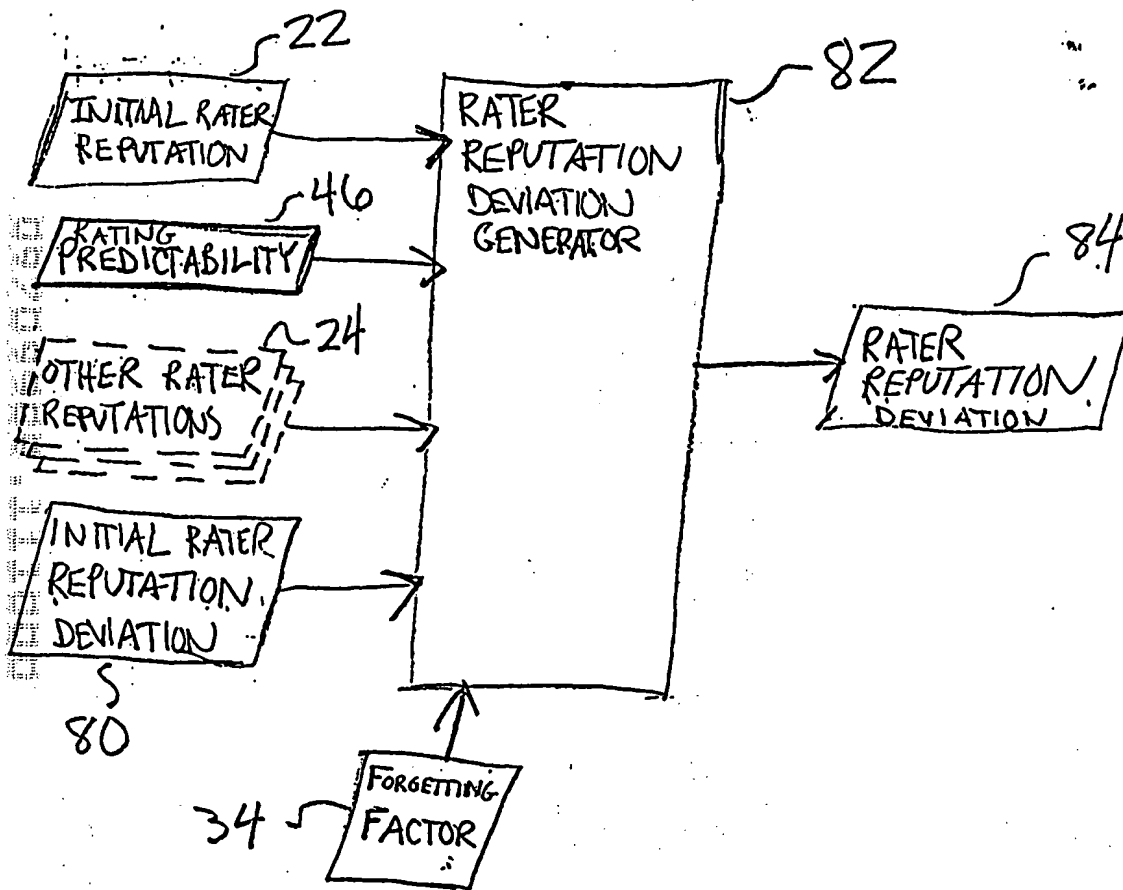 22
INITIAL RATER
REPUTATION
46
RATING
PREDICTABILITY
24
OTHER RATER
REPUTATIONS
INITIAL RATER
REPUTATION
DEVIATION
80
RATER
REPUTATION
DEVIATION
GENERATOR
82
84
RATER
REPUTATION
DEVIATION
34
FORGETTING
FACTOR